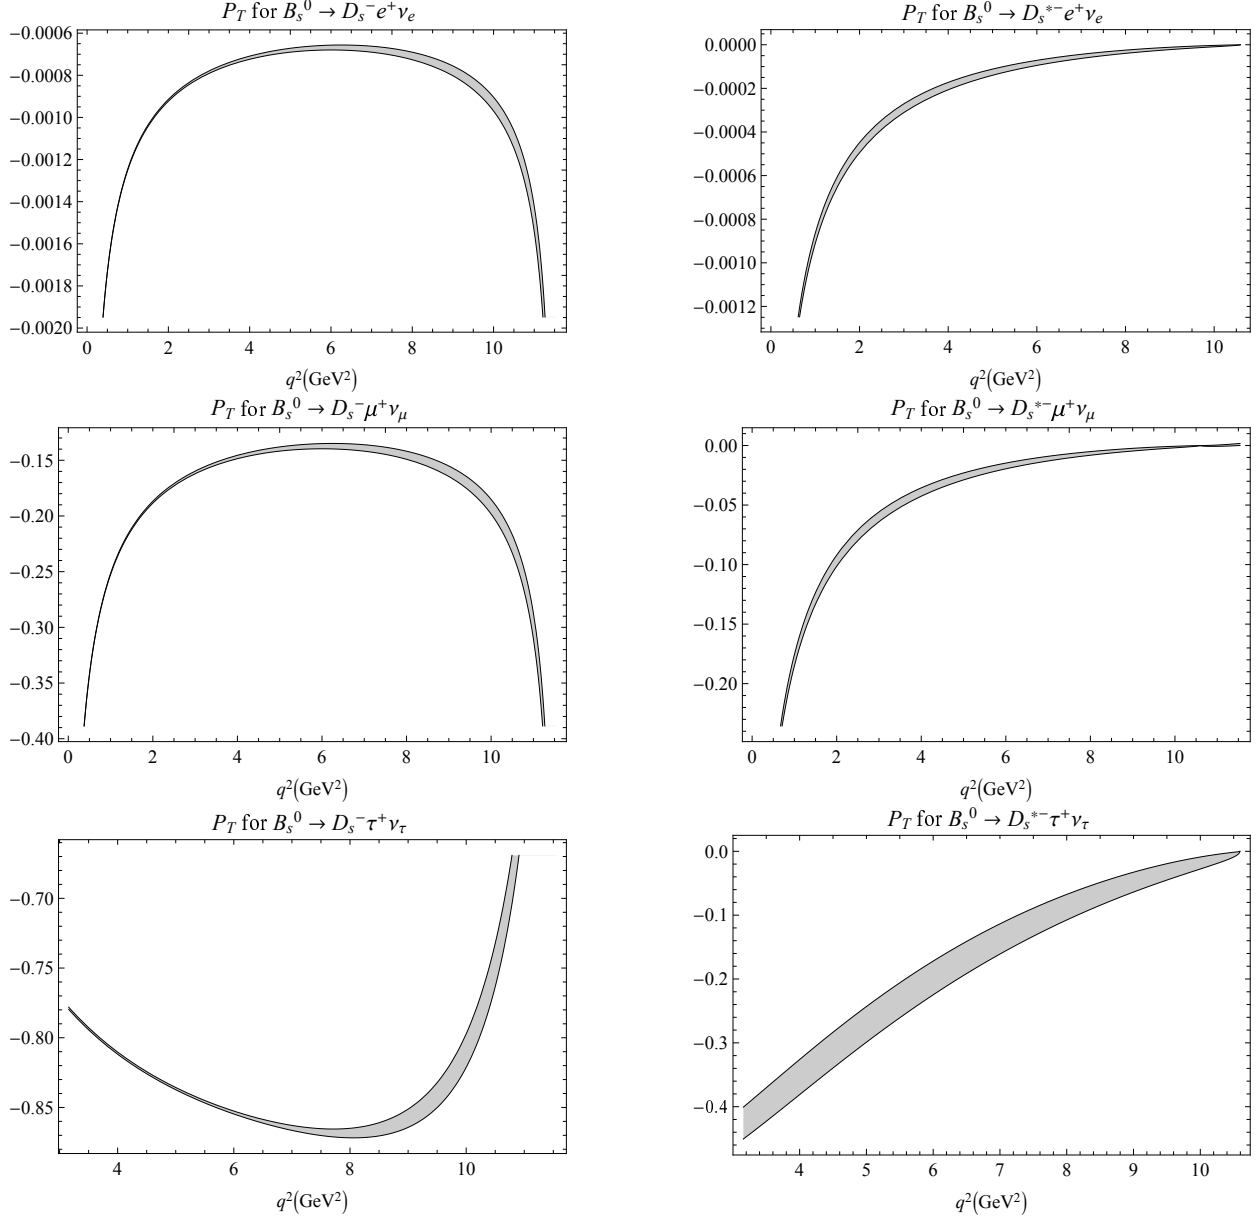 P_T for B_s^0 → D_s^- e^+ ν_e
−0.0006
−0.0008
−0.0010
−0.0012
−0.0014
−0.0016
−0.0018
−0.0020
0 2 4 6 8 10
q^2(GeV^2)
P_T for B_s^0 → D_s^{*-} e^+ ν_e
0.0000
−0.0002
−0.0004
−0.0006
−0.0008
−0.0010
−0.0012
0 2 4 6 8 10
q^2(GeV^2)
P_T for B_s^0 → D_s^- μ^+ ν_μ
−0.15
−0.20
−0.25
−0.30
−0.35
−0.40
0 2 4 6 8 10
q^2(GeV^2)
P_T for B_s^0 → D_s^{*-} μ^+ ν_μ
0.00
−0.05
−0.10
−0.15
−0.20
0 2 4 6 8 10
q^2(GeV^2)
P_T for B_s^0 → D_s^- τ^+ ν_τ
−0.70
−0.75
−0.80
−0.85
4 6 8 10
q^2(GeV^2)
P_T for B_s^0 → D_s^{*-} τ^+ ν_τ
0.0
−0.1
−0.2
−0.3
−0.4
4 5 6 7 8 9 10
q^2(GeV^2)